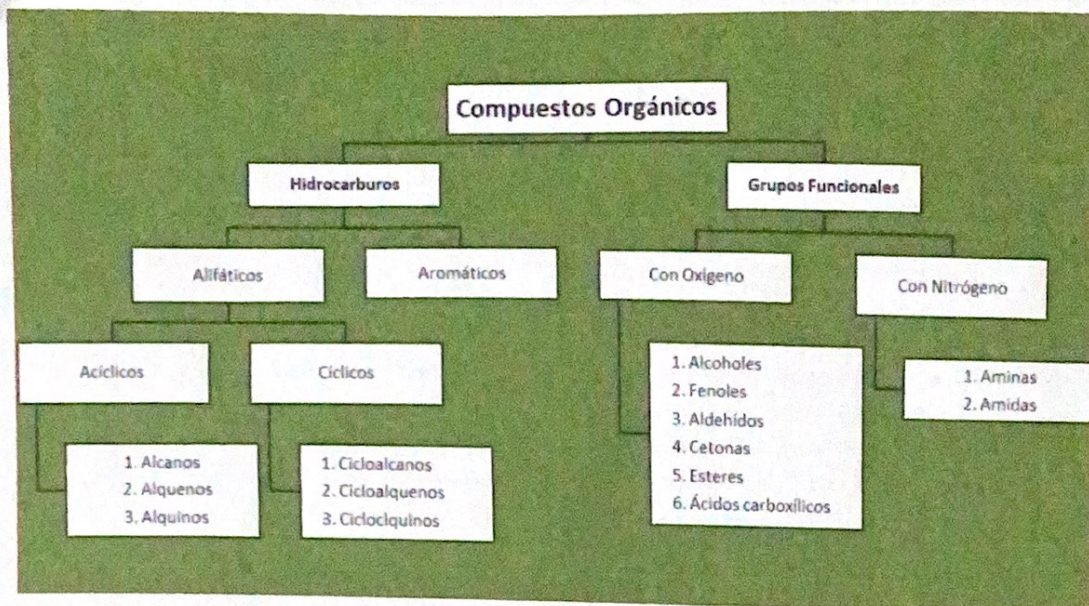 Compuestos Orgánicos
Hidrocarburos
Grupos Funcionales
Alifáticos
Aromáticos
Con Oxígeno
Con Nitrógeno
Acíclicos
Cíclicos
1. Alcanos
2. Alquenos
3. Alquinos
1. Cicloalcanos
2. Cicloalquenos
3. Ciclociquinos
1. Alcoholes
2. Fenoles
3. Aldehídos
4. Cetonas
5. Esteres
6. Ácidos carboxílicos
1. Aminas
2. Amidas